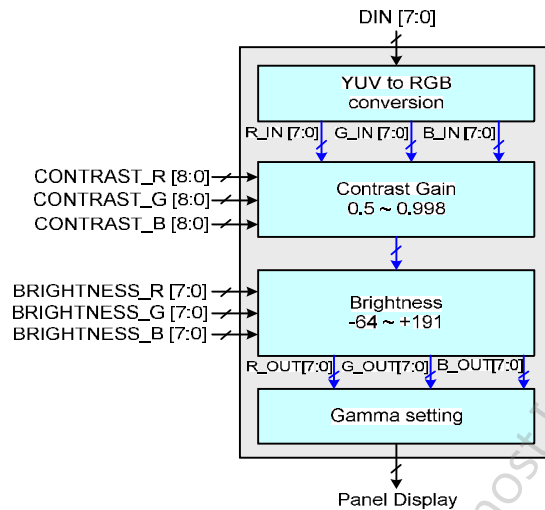 DIN [7:0]
YUV to RGB
conversion
R_IN [7:0] G_IN [7:0] B_IN [7:0]
CONTRAST_R [8:0]
CONTRAST_G [8:0]
CONTRAST_B [8:0]
Contrast Gain
0.5 ~ 0.998
BRIGHTNESS_R [7:0]
BRIGHTNESS_G [7:0]
BRIGHTNESS_B [7:0]
Brightness
-64 ~ +191
R_OUT[7:0] G_OUT[7:0] B_OUT[7:0]
Gamma setting
Panel Display